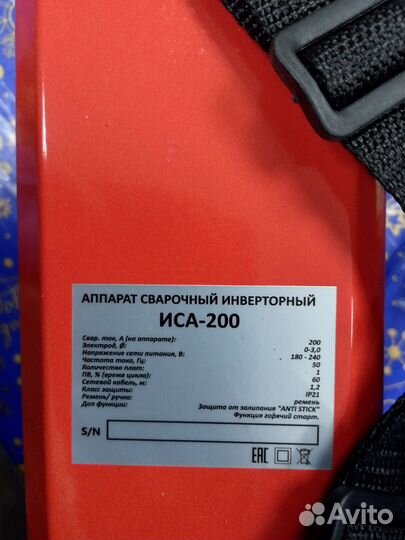 АППАРАТ СВАРОЧНЫЙ ИНВЕРТОРНЫЙ
ИСА-200
Свар. ток, А (на аппарате): 200
Электрод, Ø: 0-3,0
Напряжение сети питания, В: 180 - 240
Частота тока, Гц: 50
Количество плат: 1
ПВ, % (время цикла): 60
Сетевой кабель, м: 1,2
Класс защиты: IP21
Ремень/ ручка: ремень
Доп функции: Защита от залипания "ANTI STICK"
Функция горячий старт.
S/N
EAC
Avito